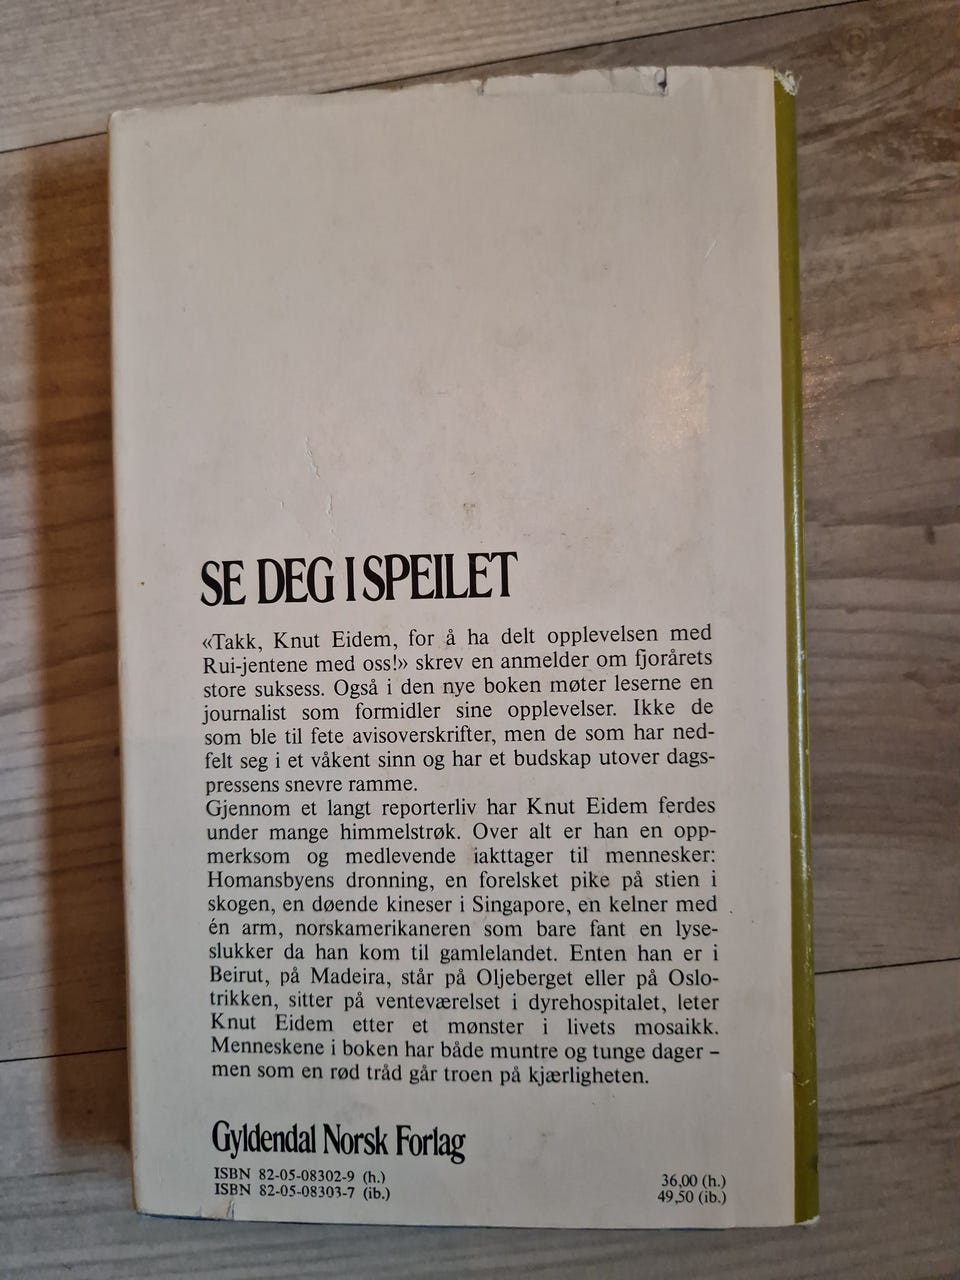 SE DEG I SPEILET
«Takk, Knut Eidem, for å ha delt opplevelsen med
Rui-jentene med oss!» skrev en anmelder om fjorårets
store suksess. Også i den nye boken møter leserne en
journalist som formidler sine opplevelser. Ikke de
som ble til fete avisoverskrifter, men de som har ned-
felt seg i et våkent sinn og har et budskap utover dags-
pressens snevre ramme.
Gjennom et langt reporterliv har Knut Eidem ferdes
under mange himmelstrøk. Over alt er han en opp-
merksom og medlevende iakttager til mennesker:
Homansbyens dronning, en forelsket pike på stien i
skogen, en døende kineser i Singapore, en kelner med
én arm, norskamerikaneren som bare fant en lyse-
slukker da han kom til gamlelandet. Enten han er i
Beirut, på Madeira, står på Oljeberget eller på Oslo-
trikken, sitter på venteværelset i dyrehospitalet, leter
Knut Eidem etter et mønster i livets mosaikk.
Menneskene i boken har både muntre og tunge dager –
men som en rød tråd går troen på kjærligheten.
Gyldendal Norsk Forlag
ISBN 82-05-08302-9 (h.) 36,00 (h.)
ISBN 82-05-08303-7 (ib.) 49,50 (ib.)